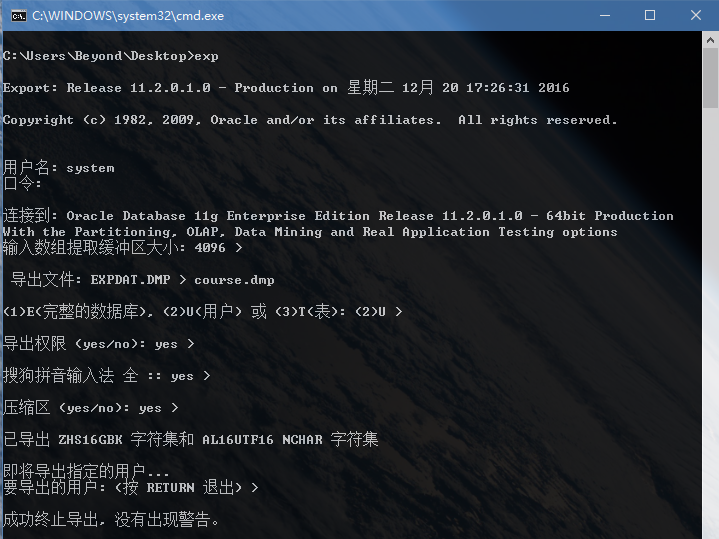 C:\WINDOWS\system32\cmd.exe
C:\Users\Beyond\Desktop>exp
Export: Release 11.2.0.1.0 - Production on 星期二 12月 20 17:26:31 2016
Copyright (c) 1982, 2009, Oracle and/or its affiliates.  All rights reserved.
用户名: system
口令:
连接到: Oracle Database 11g Enterprise Edition Release 11.2.0.1.0 - 64bit Production
With the Partitioning, OLAP, Data Mining and Real Application Testing options
输入数组提取缓冲区大小: 4096 >
导出文件: EXPDAT.DMP > course.dmp
(1)E(完整的数据库), (2)U(用户) 或 (3)T(表): (2)U >
导出权限 (yes/no): yes >
搜狗拼音输入法 全 :: yes >
压缩区 (yes/no): yes >
已导出 ZHS16GBK 字符集和 AL16UTF16 NCHAR 字符集
即将导出指定的用户...
要导出的用户: (按 RETURN 退出) >
成功终止导出, 没有出现警告。